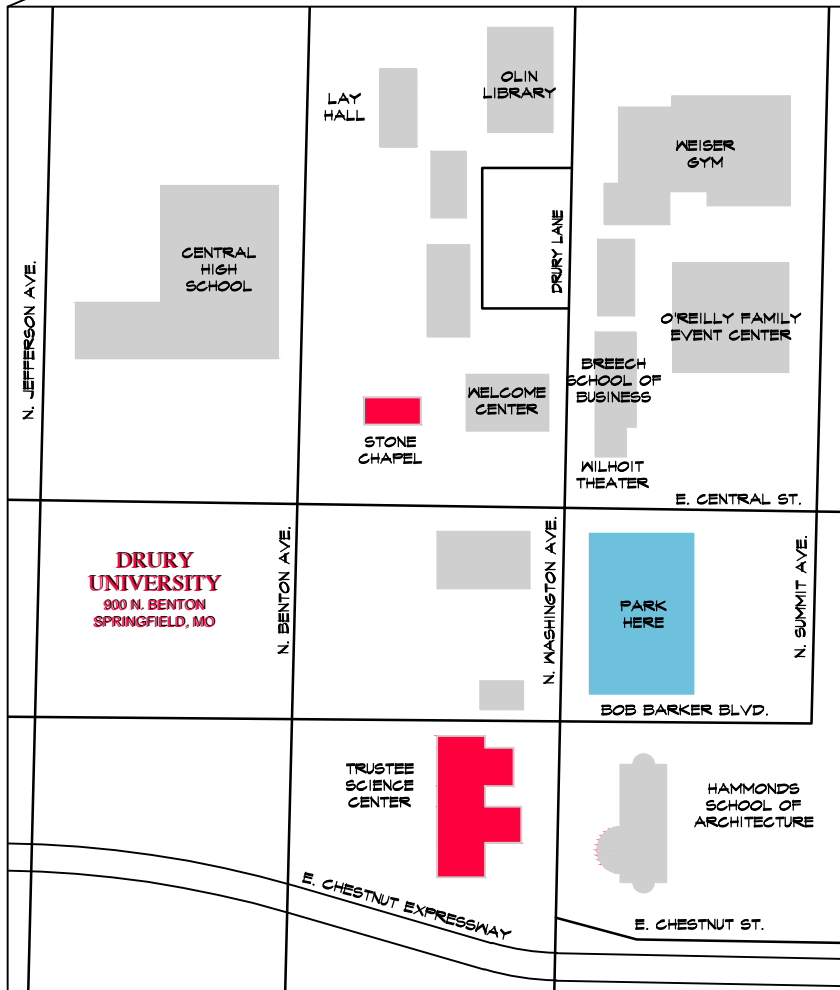 OLIN
LIBRARY
LAY
HALL
WEISER
GYM
DRURY LANE
CENTRAL
HIGH
SCHOOL
N. JEFFERSON AVE.
O'REILLY FAMILY
EVENT CENTER
BREECH
SCHOOL OF
BUSINESS
WELCOME
CENTER
STONE
CHAPEL
WILHOIT
THEATER
E. CENTRAL ST.
DRURY
UNIVERSITY
900 N. BENTON
SPRINGFIELD, MO
N. BENTON AVE.
N. WASHINGTON AVE.
PARK
HERE
N. SUMMIT AVE.
BOB BARKER BLVD.
TRUSTEE
SCIENCE
CENTER
HAMMONDS
SCHOOL OF
ARCHITECTURE
E. CHESTNUT EXPRESSWAY
E. CHESTNUT ST.